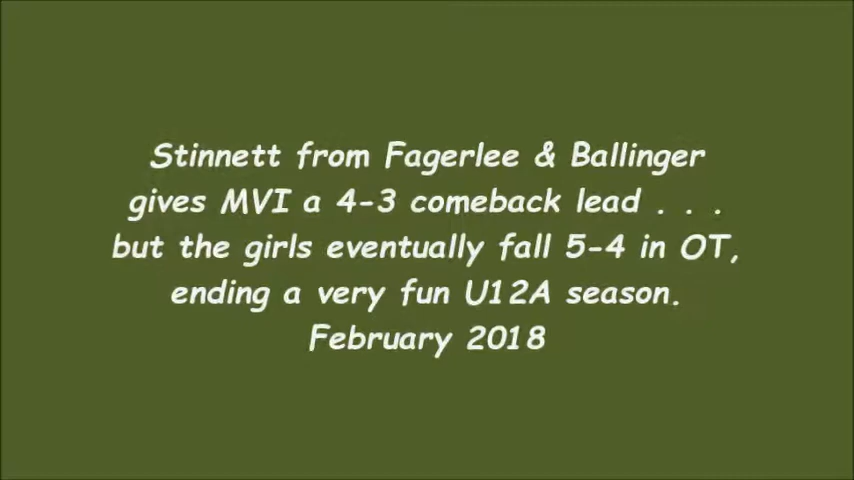 Stinnett from Fagerlee & Ballinger
gives MVI a 4-3 comeback lead . . .
but the girls eventually fall 5-4 in OT,
ending a very fun U12A season.
February 2018